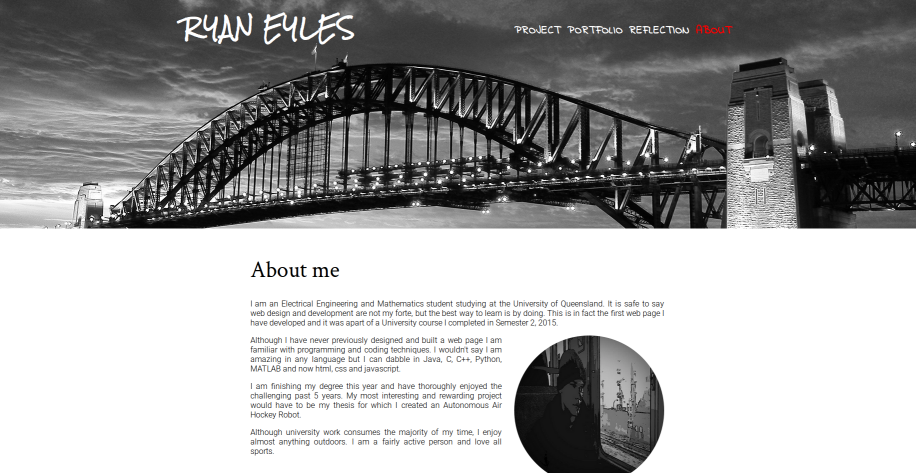 RYAN EYLES
PROJECT PORTFOLIO REFLECTION ABOUT
About me
I am an Electrical Engineering and Mathematics student studying at the University of Queensland. It is safe to say
web design and development are not my forte, but the best way to learn is by doing. This is in fact the first web page I
have developed and it was apart of a University course I completed in Semester 2, 2015.
Although I have never previously designed and built a web page I am
familiar with programming and coding techniques. I wouldn't say I am
amazing in any language but I can dabble in Java, C, C++, Python,
MATLAB and now html, css and javascript.
I am finishing my degree this year and have thoroughly enjoyed the
challenging past 5 years. My most interesting and rewarding project
would have to be my thesis for which I created an Autonomous Air
Hockey Robot.
Although university work consumes the majority of my time, I enjoy
almost anything outdoors. I am a fairly active person and love all
sports.